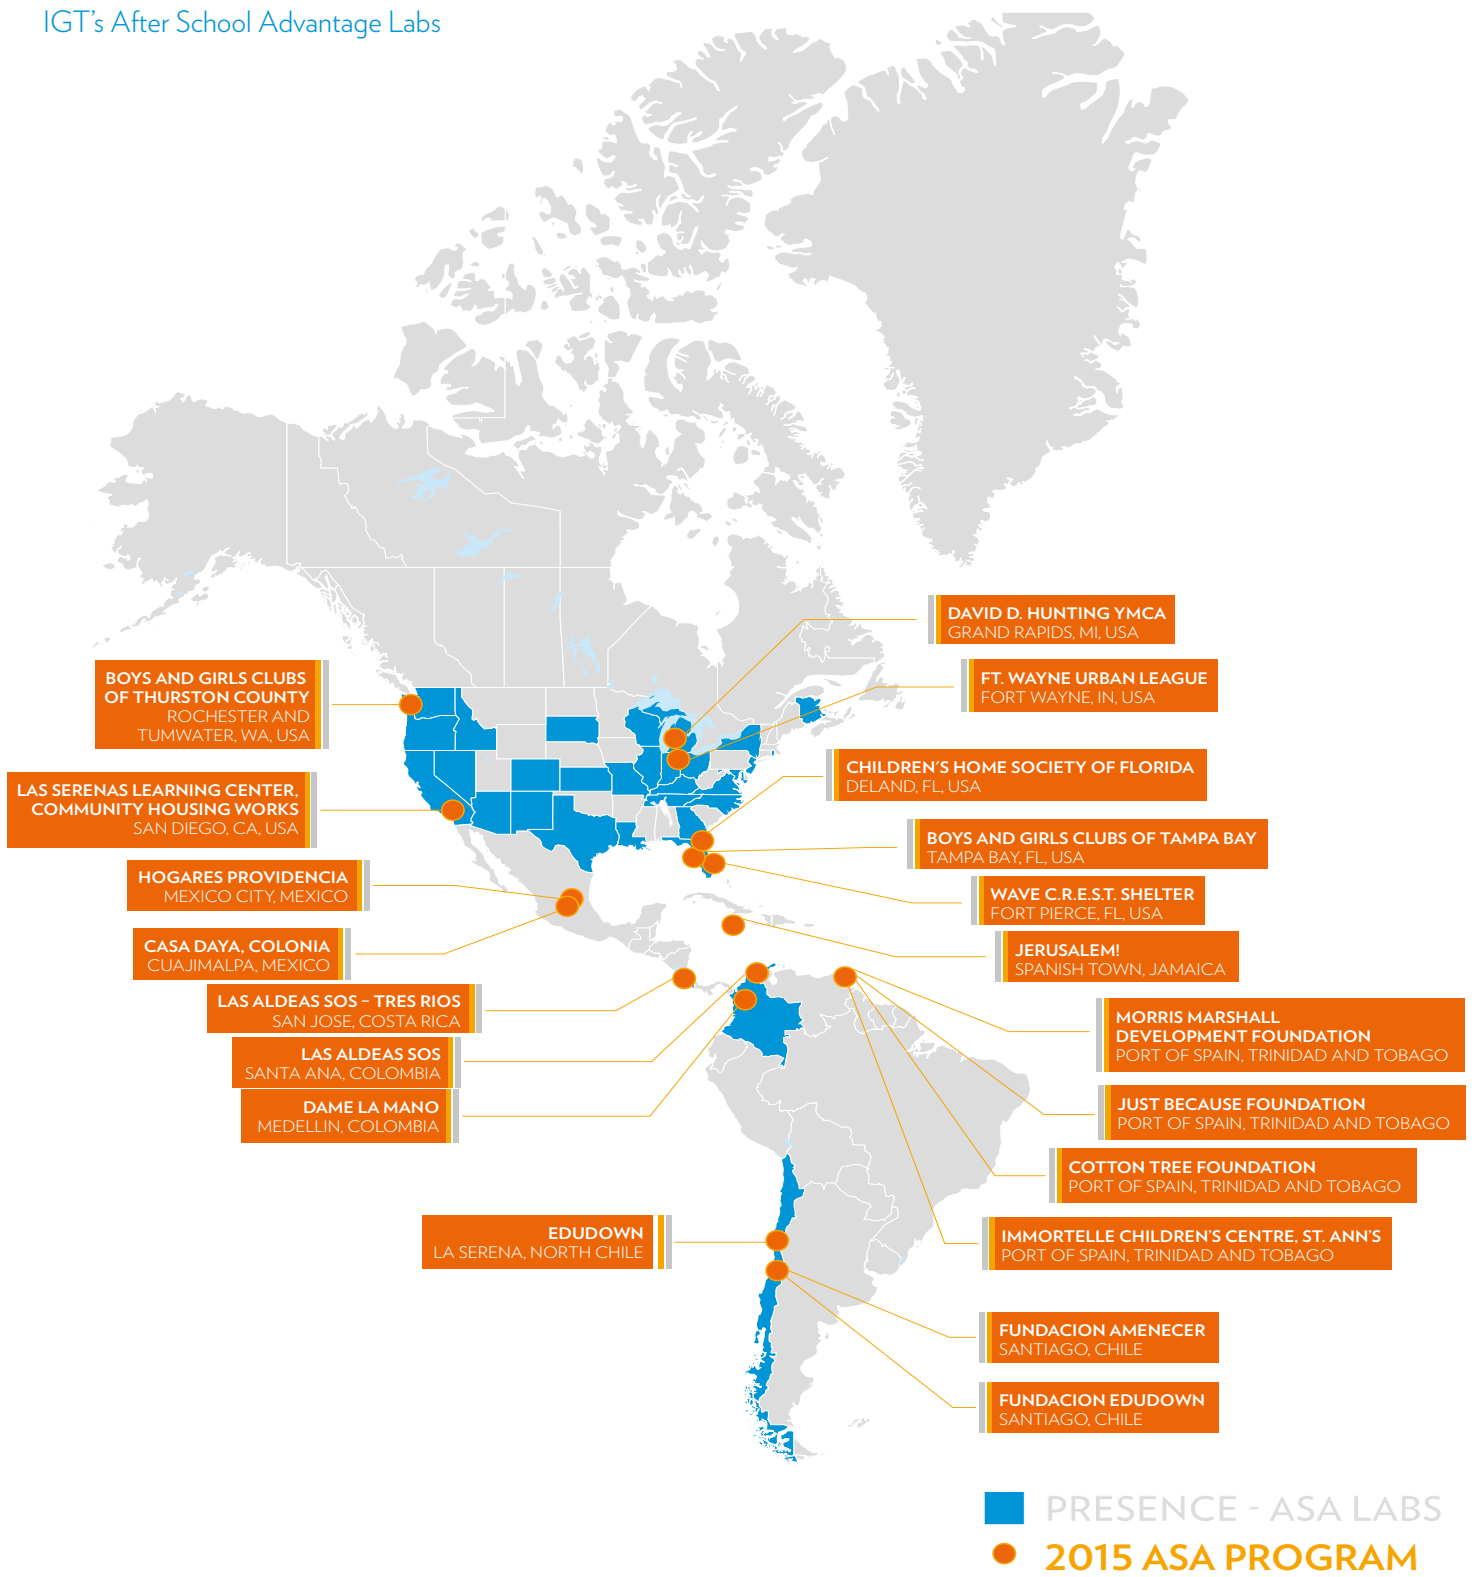 IGT's After School Advantage Labs
DAVID D. HUNTING YMCA
GRAND RAPIDS, MI, USA
FT. WAYNE URBAN LEAGUE
FORT WAYNE, IN, USA
BOYS AND GIRLS CLUBS
OF THURSTON COUNTY
ROCHESTER AND
TUMWATER, WA, USA
CHILDREN'S HOME SOCIETY OF FLORIDA
DELAND, FL, USA
LAS SERENAS LEARNING CENTER,
COMMUNITY HOUSING WORKS
SAN DIEGO, CA, USA
BOYS AND GIRLS CLUBS OF TAMPA BAY
TAMPA BAY, FL, USA
HOGARES PROVIDENCIA
MEXICO CITY, MEXICO
WAVE C.R.E.S.T. SHELTER
FORT PIERCE, FL, USA
CASA DAYA, COLONIA
CUAJIMALPA, MEXICO
JERUSALEM!
SPANISH TOWN, JAMAICA
LAS ALDEAS SOS – TRES RIOS
SAN JOSE, COSTA RICA
MORRIS MARSHALL
DEVELOPMENT FOUNDATION
PORT OF SPAIN, TRINIDAD AND TOBAGO
LAS ALDEAS SOS
SANTA ANA, COLOMBIA
DAME LA MANO
MEDELLIN, COLOMBIA
JUST BECAUSE FOUNDATION
PORT OF SPAIN, TRINIDAD AND TOBAGO
COTTON TREE FOUNDATION
PORT OF SPAIN, TRINIDAD AND TOBAGO
EDUDOWN
LA SERENA, NORTH CHILE
IMMORTELLE CHILDREN'S CENTRE, ST. ANN'S
PORT OF SPAIN, TRINIDAD AND TOBAGO
FUNDACION AMENECER
SANTIAGO, CHILE
FUNDACION EDUDOWN
SANTIAGO, CHILE
PRESENCE - ASA LABS
2015 ASA PROGRAM